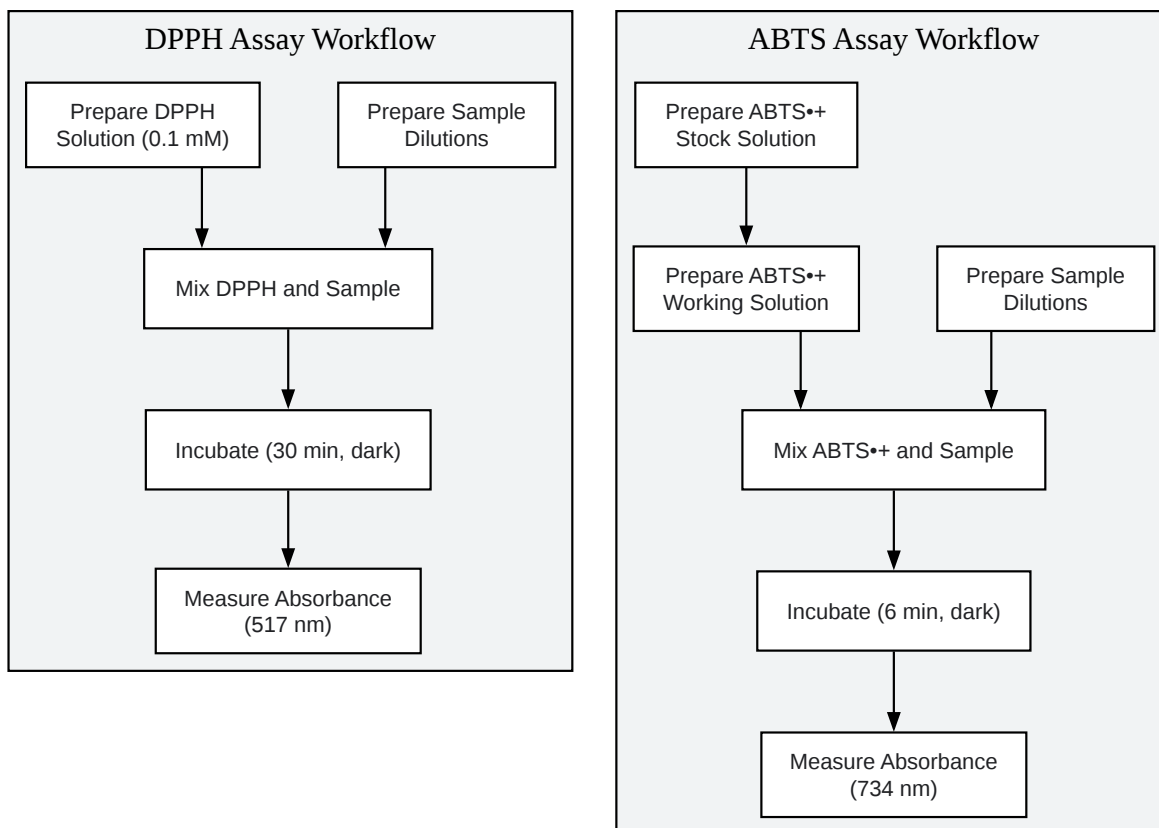 DPPH Assay Workflow
Prepare DPPH
Solution (0.1 mM)
Prepare Sample
Dilutions
Mix DPPH and Sample
Incubate (30 min, dark)
Measure Absorbance
(517 nm)
ABTS Assay Workflow
Prepare ABTS•+
Stock Solution
Prepare ABTS•+
Working Solution
Prepare Sample
Dilutions
Mix ABTS•+ and Sample
Incubate (6 min, dark)
Measure Absorbance
(734 nm)